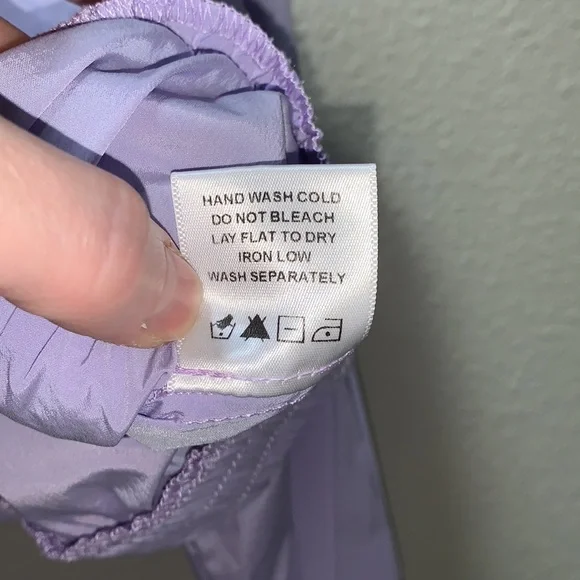 HAND WASH COLD
DO NOT BLEACH
LAY FLAT TO DRY
IRON LOW
WASH SEPARATELY